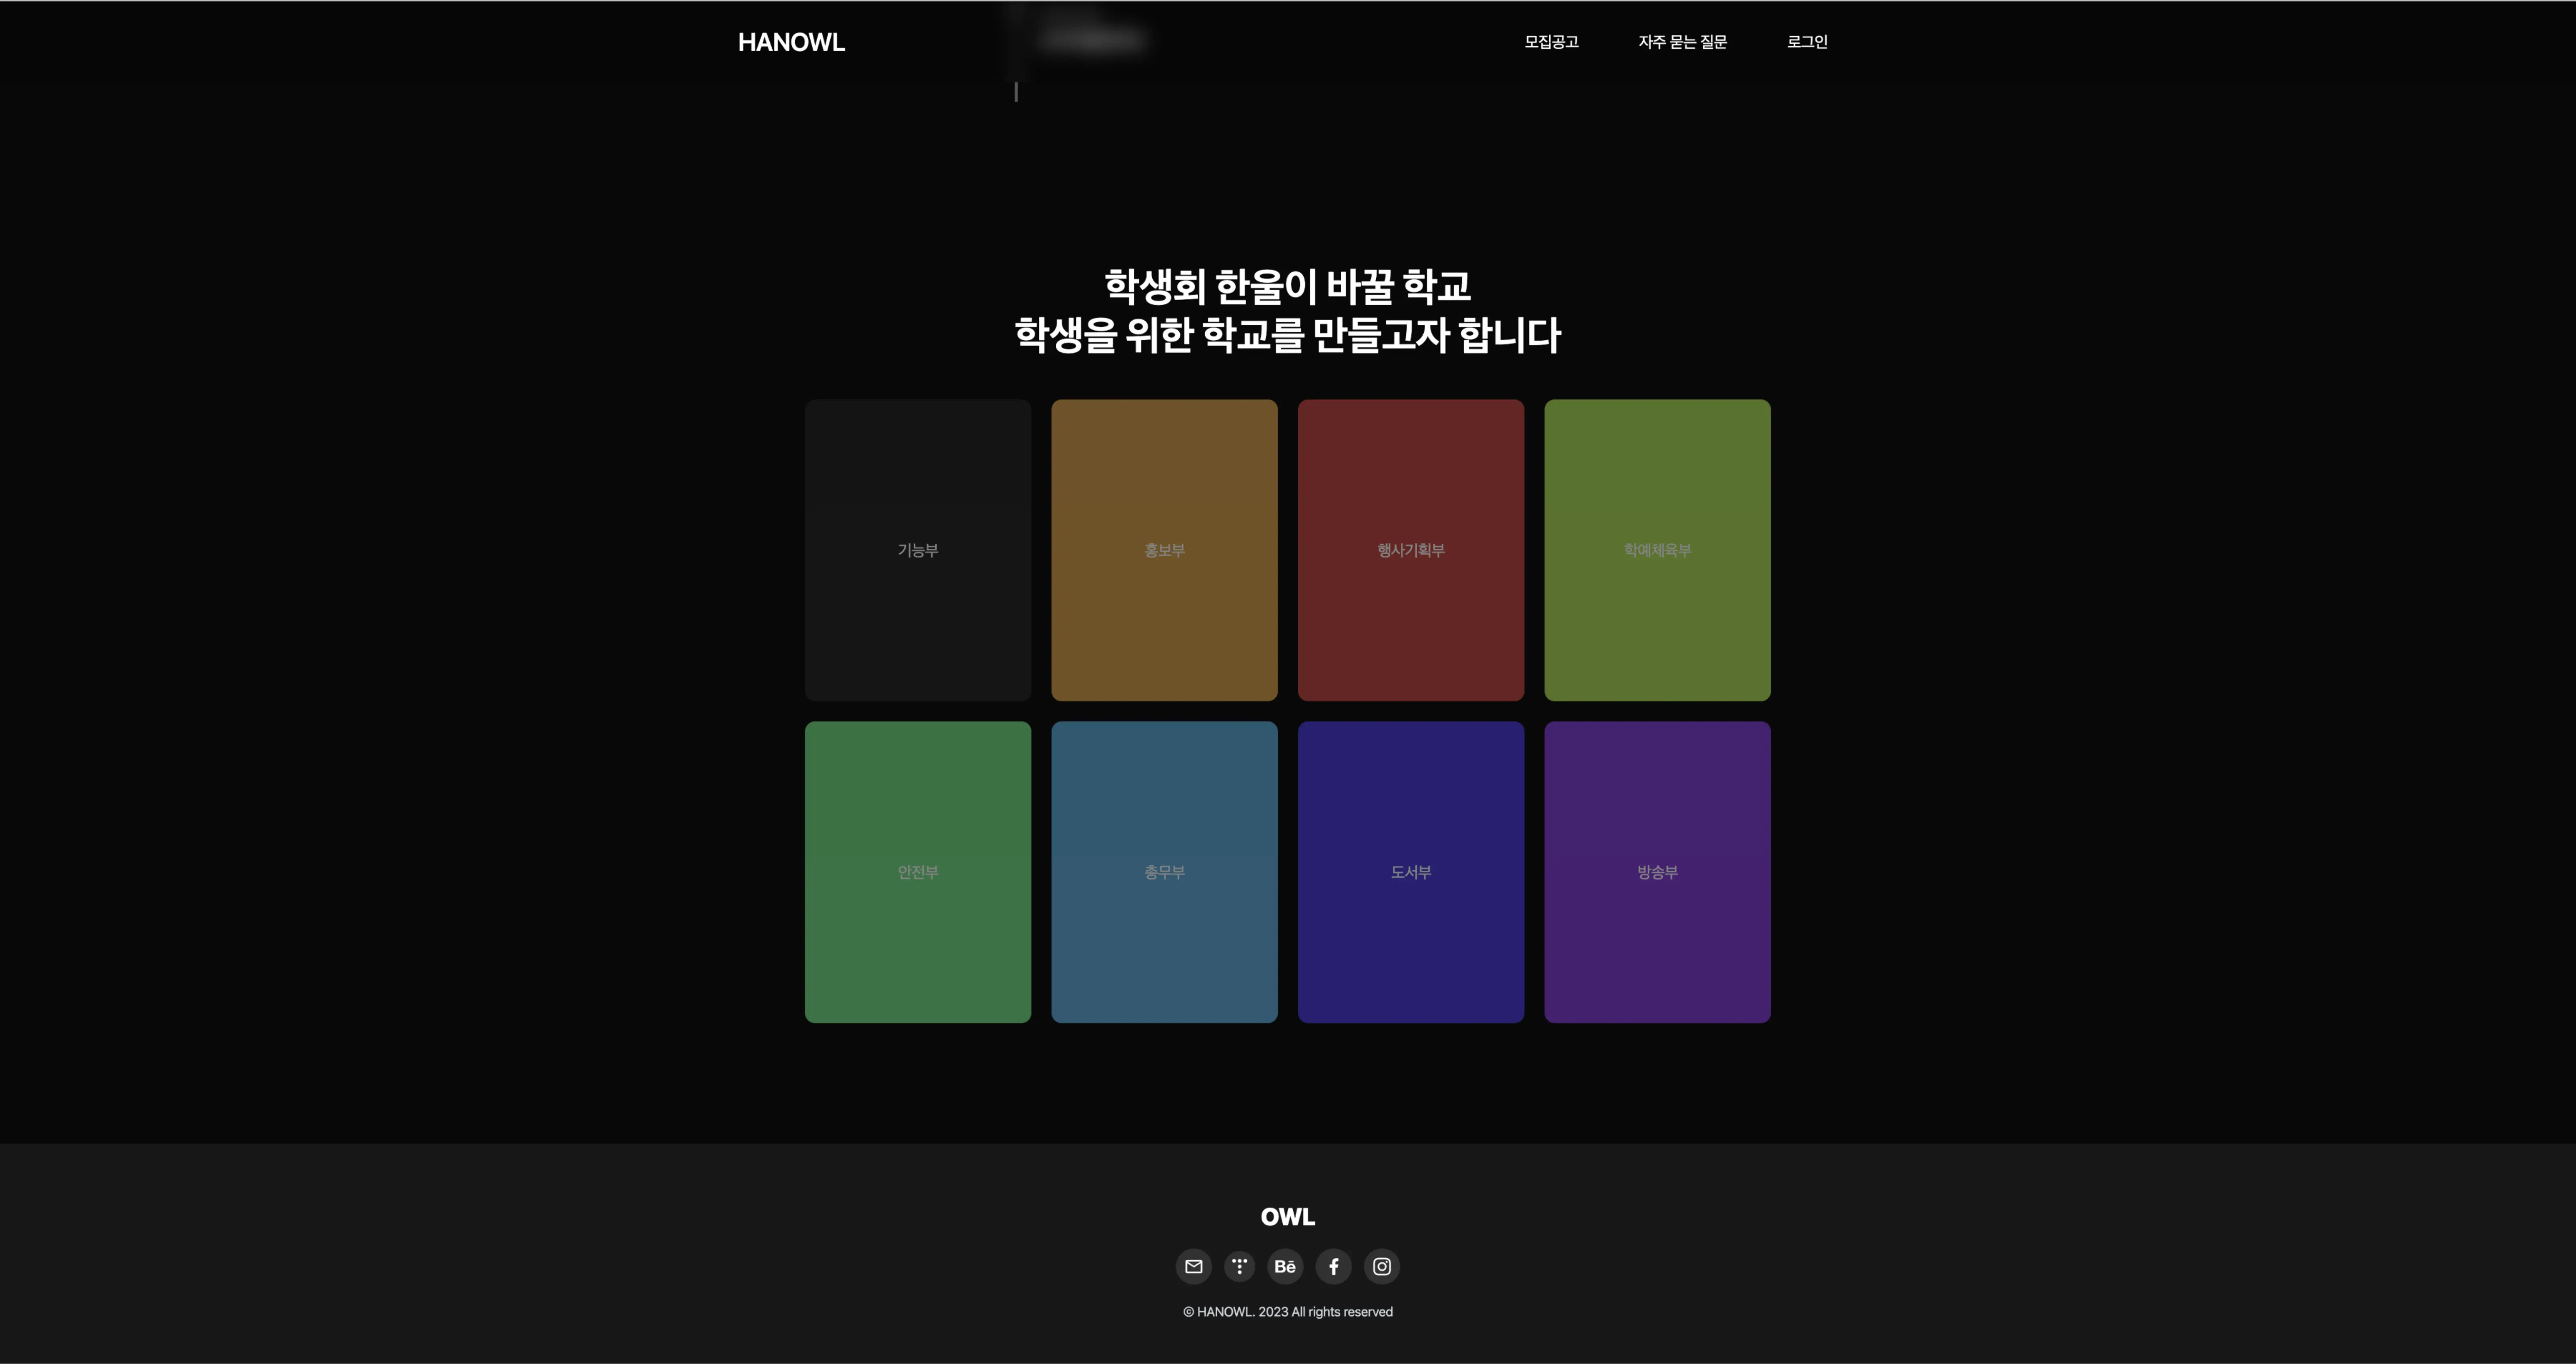 HANOWL
모집공고
자주 묻는 질문
로그인
학생회 한울이 바꿀 학교
학생을 위한 학교를 만들고자 합니다
기능부
홍보부
행사기획부
학예체육부
안전부
총무부
도서부
방송부
OWL
Bē
© HANOWL. 2023 All rights reserved